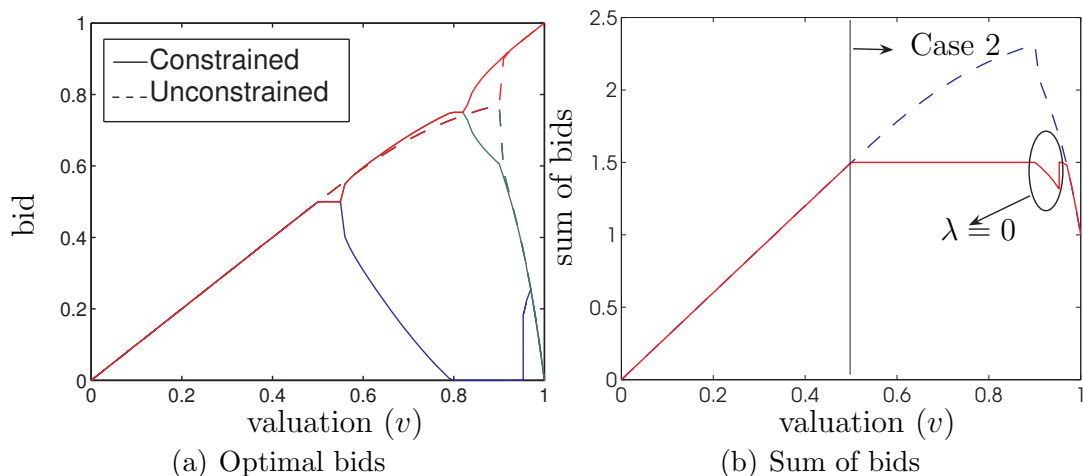 1
0.8
0.6
0.4
0.2
0
bid
Constrained
Unconstrained
0
0.2
0.4
0.6
0.8
1
valuation (v)
(a) Optimal bids
2.5
2
1.5
1
0.5
0
sum of bids
Case 2
λ = 0
0
0.2
0.4
0.6
0.8
1
valuation (v)
(b) Sum of bids